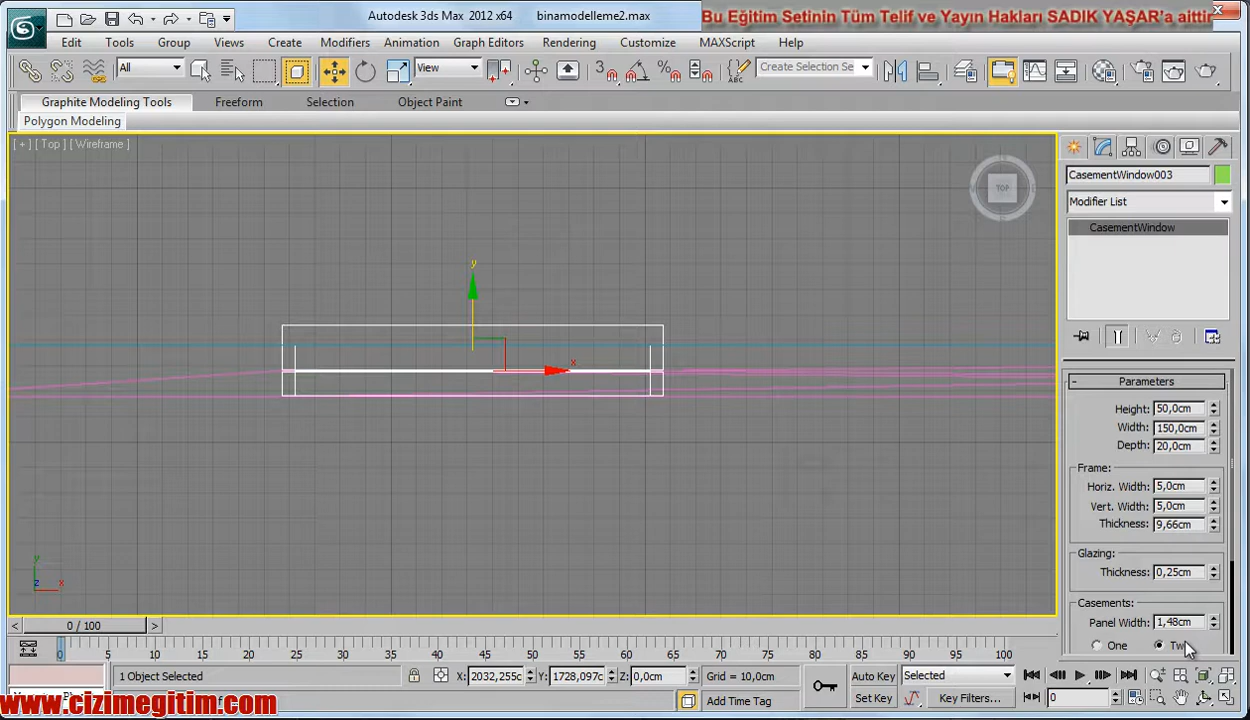 Autodesk 3ds Max 2012 x64 binamodelleme2.max
Bu Eğitim Setinin Tüm Telif ve Yayın Hakları SADIK YAŞAR'a aittir
Edit Tools Group Views Create Modifiers Animation Graph Editors Rendering Customize MAXScript Help
All View 3 Create Selection Se
Graphite Modeling Tools Freeform Selection Object Paint
Polygon Modeling
[ + ] [ Top ] [ Wireframe ]
TOP
y
x
y
z x
CasementWindow003
Modifier List
CasementWindow
- Parameters
Height: 50,0cm
Width: 150,0cm
Depth: 20,0cm
Frame:
Horiz. Width: 5,0cm
Vert. Width: 5,0cm
Thickness: 9,66cm
Glazing:
Thickness: 0,25cm
Casements:
Panel Width: 1,48cm
One Two
< 0 / 100 >
0 5 10 15 20 25 30 35 40 45 50 55 60 65 70 75 80 85 90 95 100
1 Object Selected X: 2032,255c Y: 1728,097c Z: 0,0cm Grid = 10,0cm Auto Key Selected
Add Time Tag Set Key Key Filters... 0
www.cizimegitim.com